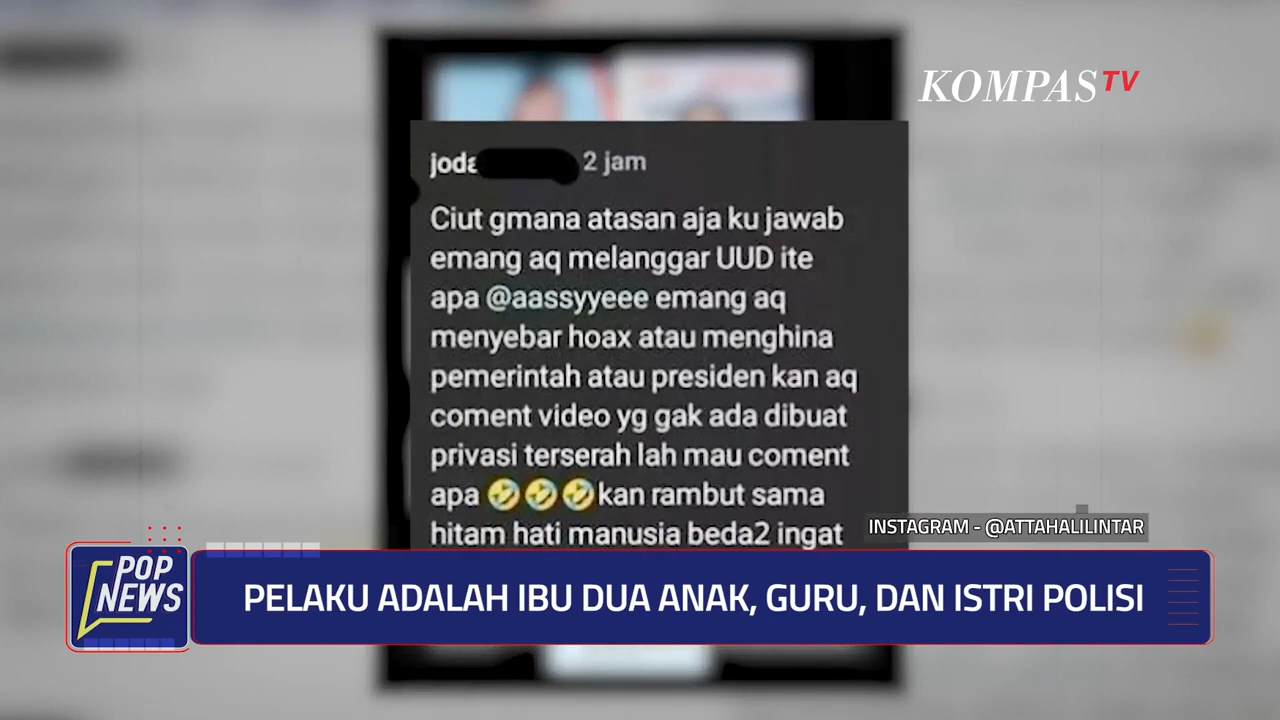 KOMPAS TV
joda 2 jam
Ciut gmana atasan aja ku jawab
emang aq melanggar UUD ite
apa @aassyyeee emang aq
menyebar hoax atau menghina
pemerintah atau presiden kan aq
coment video yg gak ada dibuat
privasi terserah lah mau coment
apa 🤣🤣🤣kan rambut sama
hitam hati manusia beda2 ingat
INSTAGRAM - @ATTAHALILINTAR
POP
NEWS
PELAKU ADALAH IBU DUA ANAK, GURU, DAN ISTRI POLISI